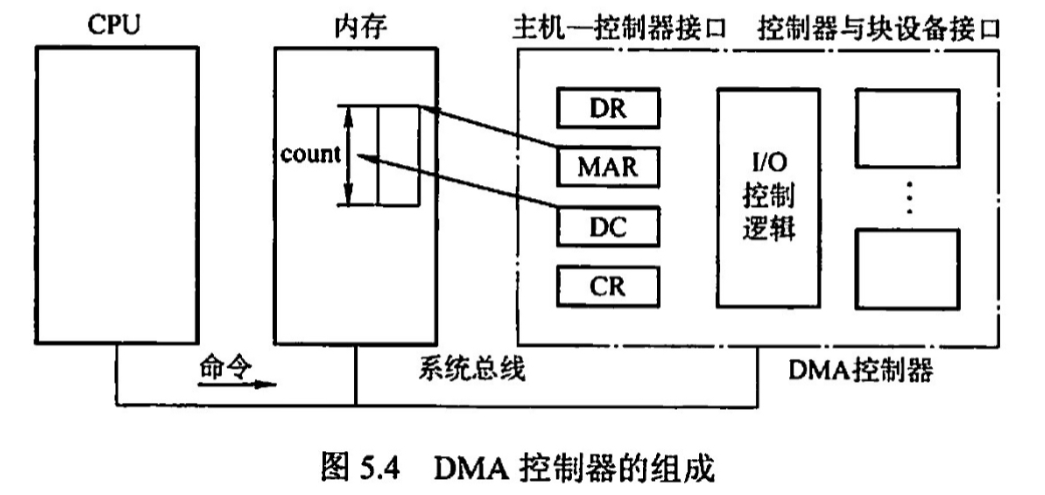 CPU
内存
主机—控制器接口
控制器与块设备接口
count
DR
MAR
DC
CR
I/O
控制
逻辑
命令
系统总线
DMA控制器
图 5.4 DMA 控制器的组成